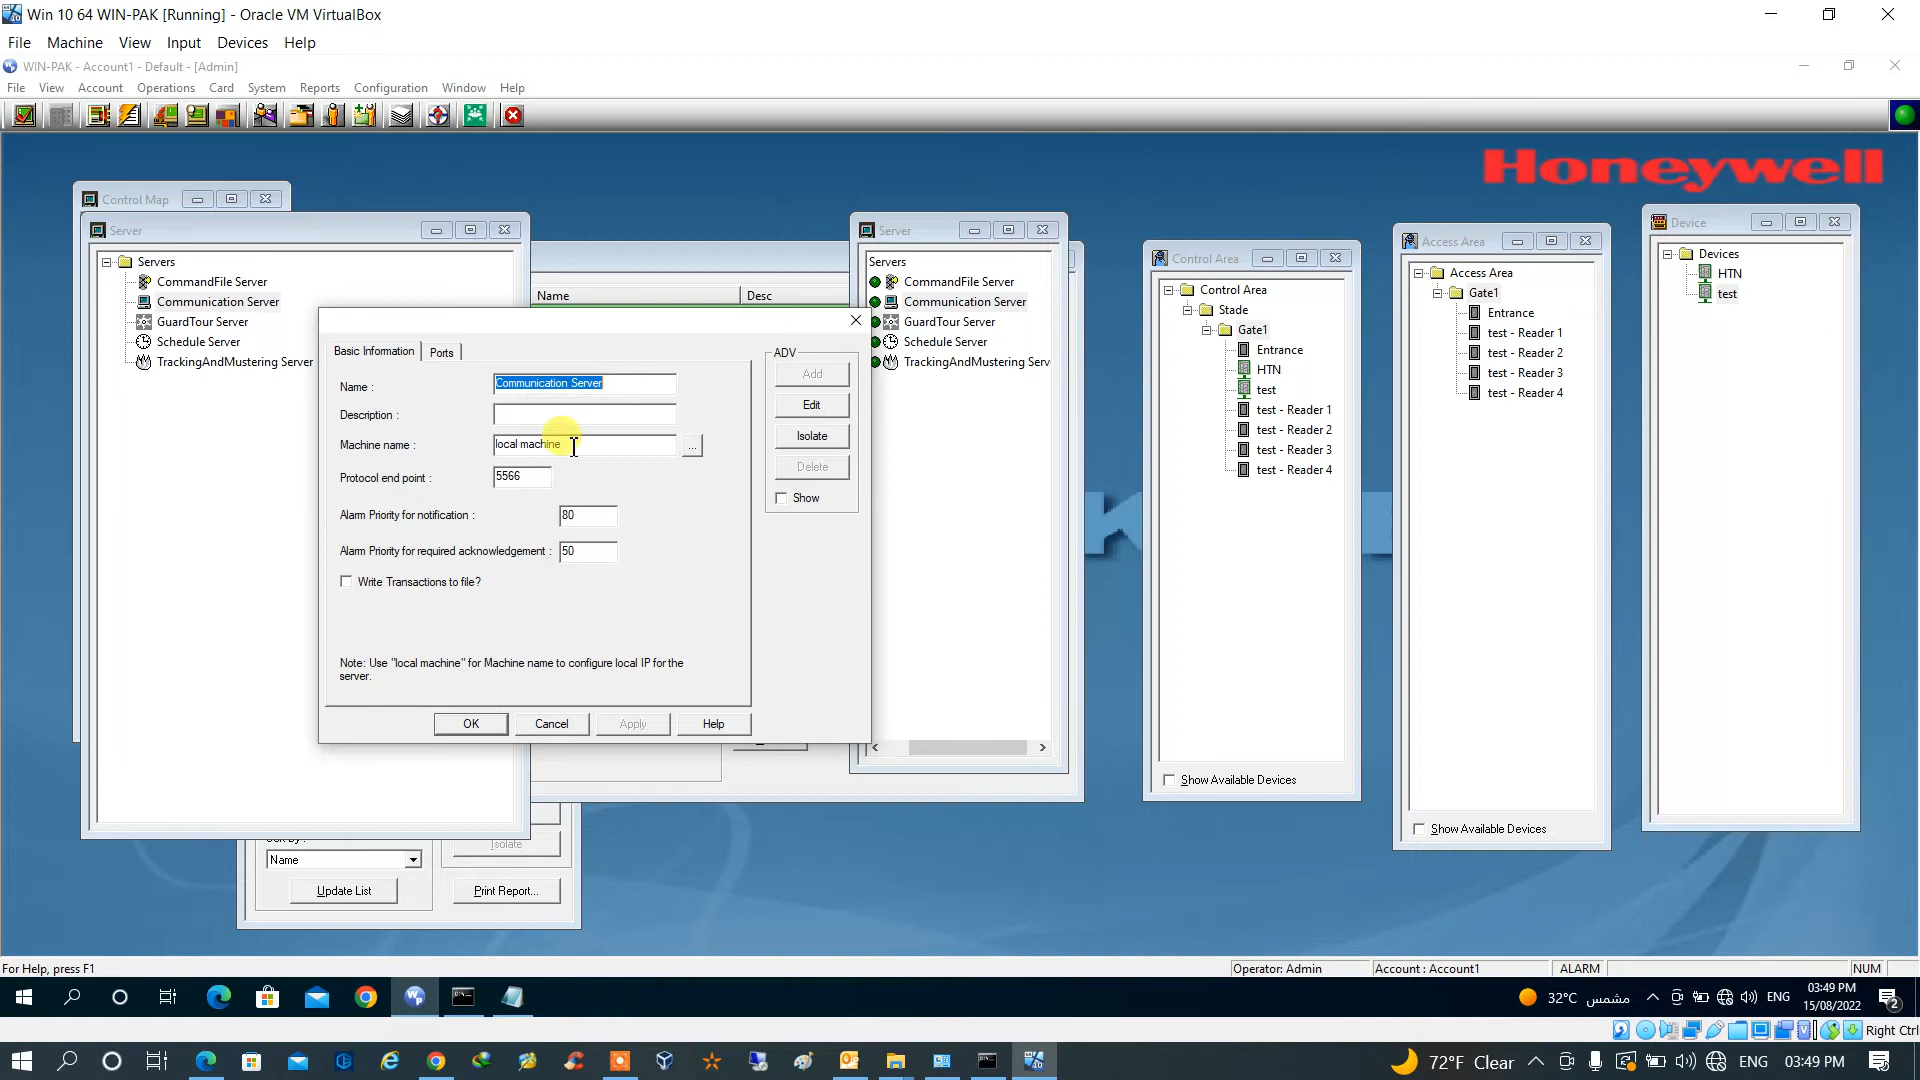 Win 10 64 WIN-PAK [Running] - Oracle VM VirtualBox
File Machine View Input Devices Help
WIN-PAK - Account1 - Default - [Admin]
File View Account Operations Card System Reports Configuration Window Help
Honeywell
Control Map
Server
Servers
CommandFile Server
Communication Server
GuardTour Server
Schedule Server
TrackingAndMustering Server
Name Desc
Basic Information Ports
Name : Communication Server
Description :
Machine name : local machine ...
Protocol end point : 5566
Alarm Priority for notification : 80
Alarm Priority for required acknowledgement : 50
Write Transactions to file?
Note: Use "local machine" for Machine name to configure local IP for the
server.
OK Cancel Apply Help
ADV
Add
Edit
Isolate
Delete
Show
Server
Servers
CommandFile Server
Communication Server
GuardTour Server
Schedule Server
TrackingAndMustering Serv
Control Area
Control Area
Stade
Gate1
Entrance
HTN
test
test - Reader 1
test - Reader 2
test - Reader 3
test - Reader 4
Show Available Devices
Access Area
Access Area
Gate1
Entrance
test - Reader 1
test - Reader 2
test - Reader 3
test - Reader 4
Show Available Devices
Device
Devices
HTN
test
Isolate
Name
Update List Print Report...
For Help, press F1 Operator: Admin Account : Account1 ALARM NUM
32°C مشمس ENG 03:49 PM
15/08/2022 2
Right Ctrl
72°F Clear ENG 03:49 PM